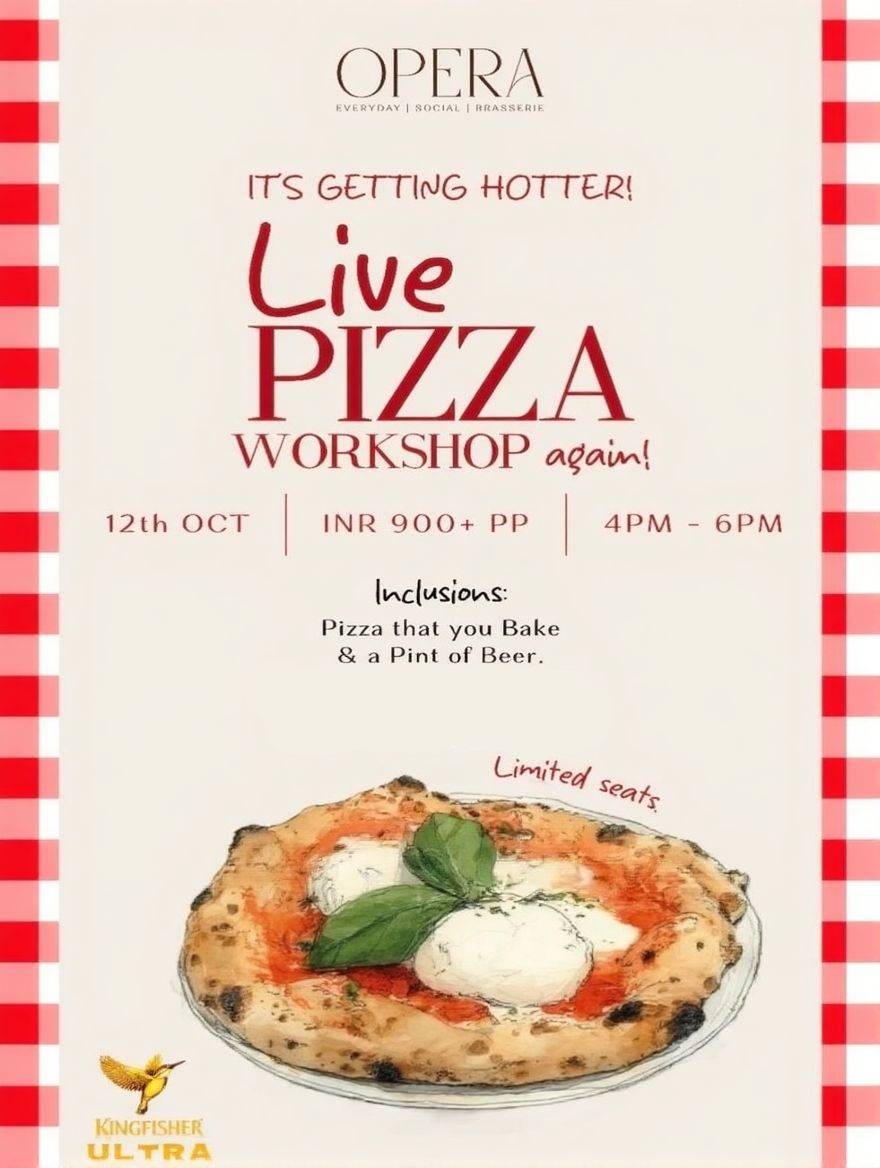 OPERA
EVERYDAY | SOCIAL | BRASSERIE
IT'S GETTING HOTTER!
Live
PIZZA
WORKSHOP again!
12th OCT | INR 900+ PP | 4PM - 6PM
Inclusions:
Pizza that you Bake
& a Pint of Beer.
Limited seats.
KINGFISHER
ULTRA